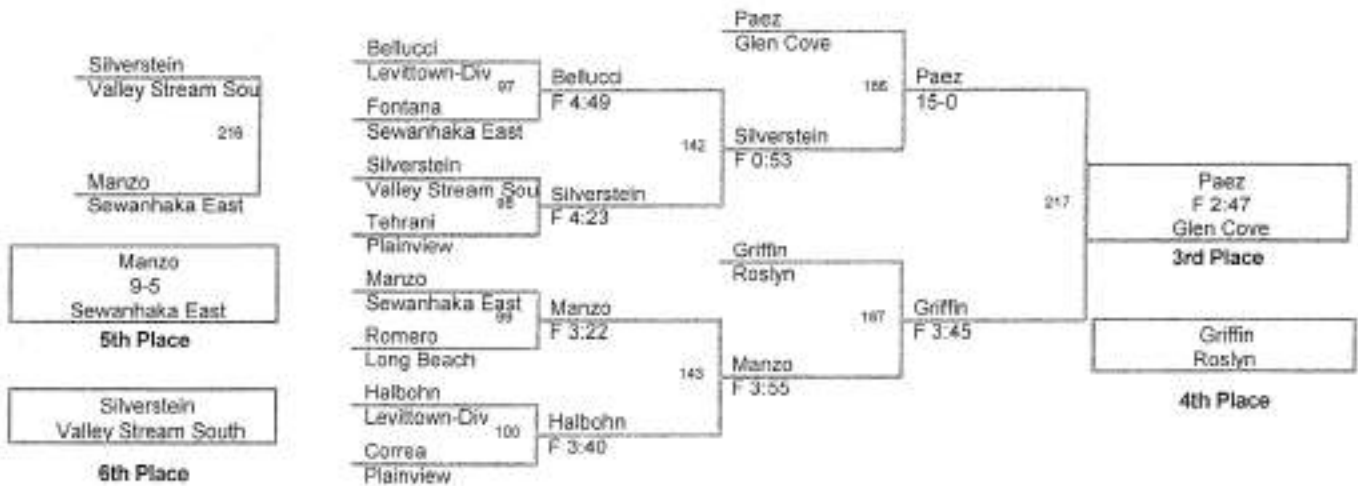 Silverstein
Valley Stream Sou
216
Manzo
Sewanhaka East
Manzo
9-5
Sewanhaka East
5th Place
Silverstein
Valley Stream South
6th Place
Bellucci
Levittown-Div
97
Fontana
Sewanhaka East
Silverstein
Valley Stream Sou
98
Tehrani
Plainview
Manzo
Sewanhaka East
99
Romero
Long Beach
Halbohn
Levittown-Div
100
Correa
Plainview
Bellucci
F 4:49
Silverstein
F 4:23
Manzo
F 3:22
Halbohn
F 3:40
142
143
Paez
Glen Cove
Silverstein
F 0:53
Griffin
Roslyn
Manzo
F 3:55
Paez
15-0
Griffin
F 3:45
217
Paez
F 2:47
Glen Cove
3rd Place
Griffin
Roslyn
4th Place